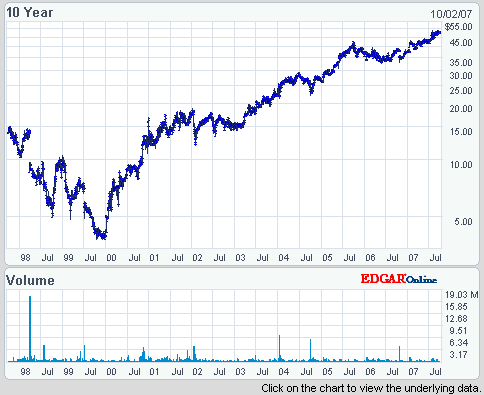 10 Year 10/02/07
$55.00
45.00
35.00
30.00
25.00
20.00
15.00
10.00
5.00
98 Jul 99 Jul 00 Jul 01 Jul 02 Jul 03 Jul 04 Jul 05 Jul 06 Jul 07 Jul
Volume EDGAROnline
19.03 M
15.85
12.68
9.51
6.34
3.17
98 Jul 99 Jul 00 Jul 01 Jul 02 Jul 03 Jul 04 Jul 05 Jul 06 Jul 07 Jul
Click on the chart to view the underlying data.